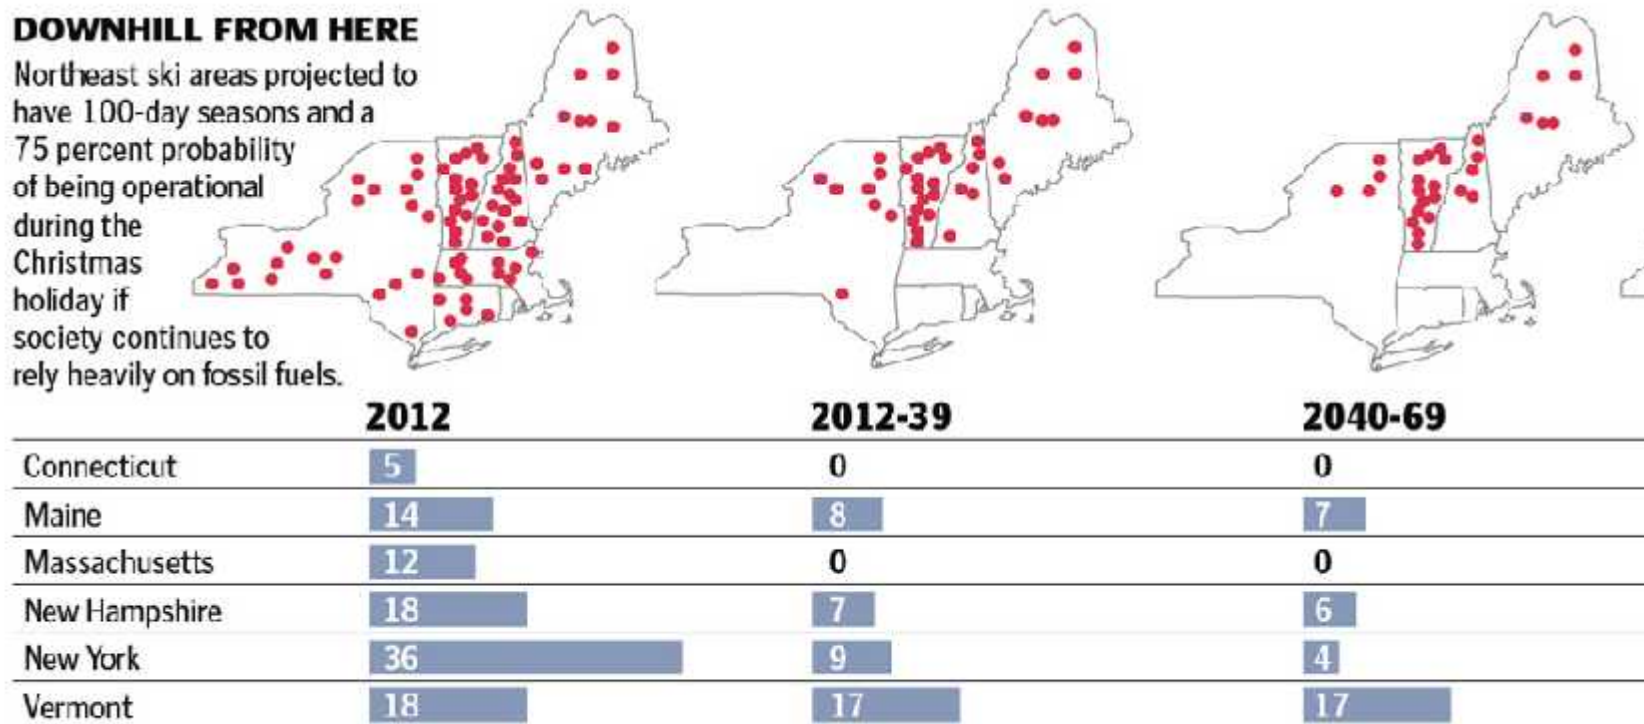 DOWNHILL FROM HERE
Northeast ski areas projected to
have 100-day seasons and a
75 percent probability
of being operational
during the
Christmas
holiday if
society continues to
rely heavily on fossil fuels.
2012 2012-39 2040-69
Connecticut 5 0 0
Maine 14 8 7
Massachusetts 12 0 0
New Hampshire 18 7 6
New York 36 9 4
Vermont 18 17 17